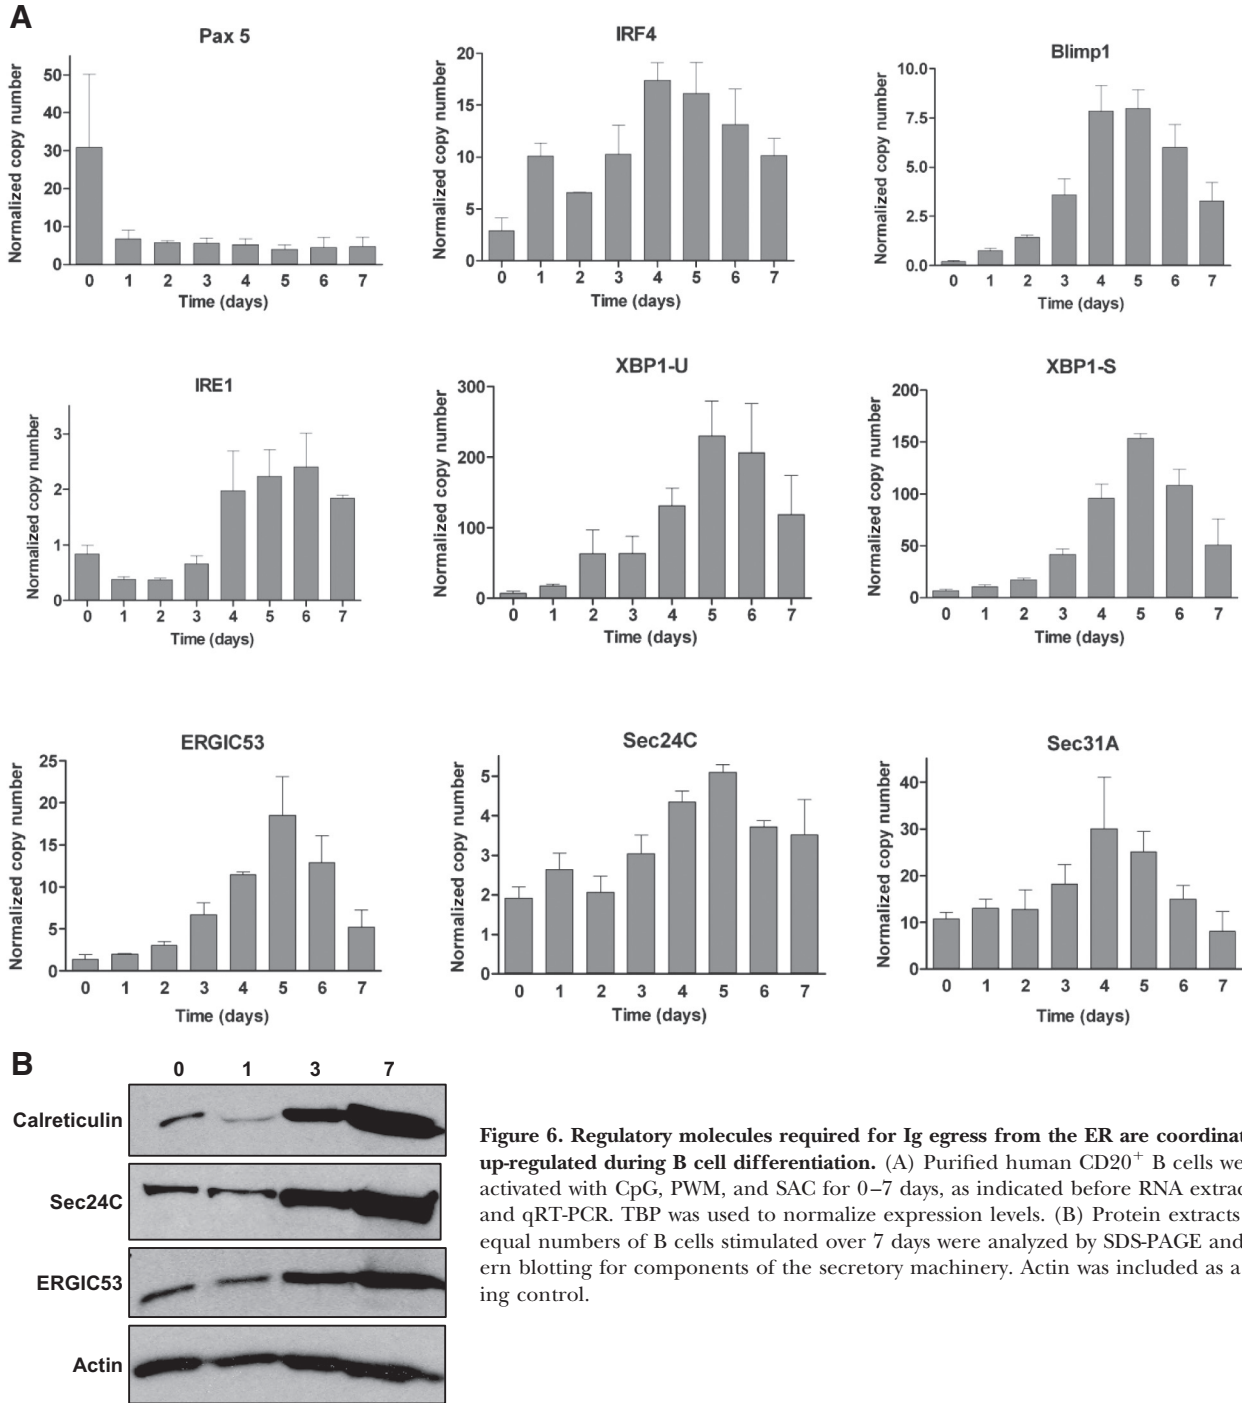 A
Pax 5
Normalized copy number
50
40
30
20
10
0
0 1 2 3 4 5 6 7
Time (days)
IRF4
Normalized copy number
20
15
10
5
0
0 1 2 3 4 5 6 7
Time (days)
Blimp1
Normalized copy number
10.0
7.5
5.0
2.5
0.0
0 1 2 3 4 5 6 7
Time (days)
IRE1
Normalized copy number
3
2
1
0
0 1 2 3 4 5 6 7
Time (days)
XBP1-U
Normalized copy number
300
200
100
0
0 1 2 3 4 5 6 7
Time (days)
XBP1-S
Normalized copy number
200
150
100
50
0
0 1 2 3 4 5 6 7
Time (days)
ERGIC53
Normalized copy number
25
20
15
10
5
0
0 1 2 3 4 5 6 7
Time (days)
Sec24C
Normalized copy number
5
4
3
2
1
0
0 1 2 3 4 5 6 7
Time (days)
Sec31A
Normalized copy number
40
30
20
10
0
0 1 2 3 4 5 6 7
Time (days)
B
0 1 3 7
Calreticulin
Sec24C
ERGIC53
Actin
Figure 6. Regulatory molecules required for Ig egress from the ER are coordinat
up-regulated during B cell differentiation. (A) Purified human CD20⁺ B cells we
activated with CpG, PWM, and SAC for 0–7 days, as indicated before RNA extrac
and qRT-PCR. TBP was used to normalize expression levels. (B) Protein extracts
equal numbers of B cells stimulated over 7 days were analyzed by SDS-PAGE and
ern blotting for components of the secretory machinery. Actin was included as a
ing control.